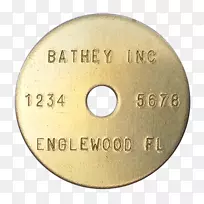 BATHEY INC
1234 5678
ENGLEWOOD FL